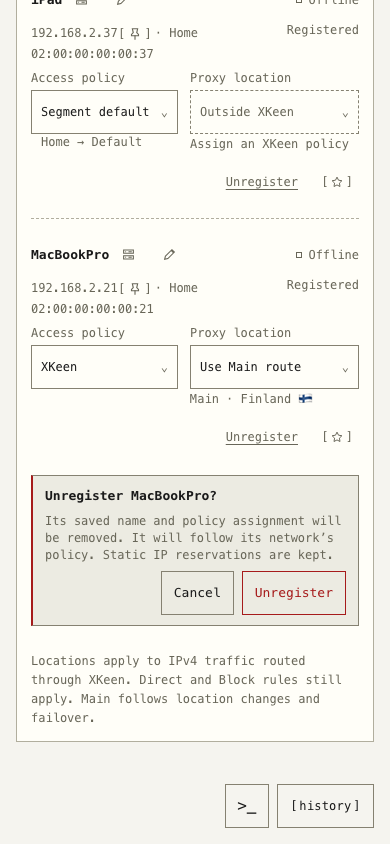 iPad
Offline
192.168.2.37[ ]· Home
Registered
02:00:00:00:00:37
Access policy
Proxy location
Segment default
Outside XKeen
Home → Default
Assign an XKeen policy
Unregister
[☆]
MacBookPro
Offline
192.168.2.21[ ]· Home
Registered
02:00:00:00:00:21
Access policy
Proxy location
XKeen
Use Main route
Main · Finland 🇫🇮
Unregister
[☆]
Unregister MacBookPro?
Its saved name and policy assignment will
be removed. It will follow its network’s
policy. Static IP reservations are kept.
Cancel
Unregister
Locations apply to IPv4 traffic routed
through XKeen. Direct and Block rules still
apply. Main follows location changes and
failover.
>_
[history]